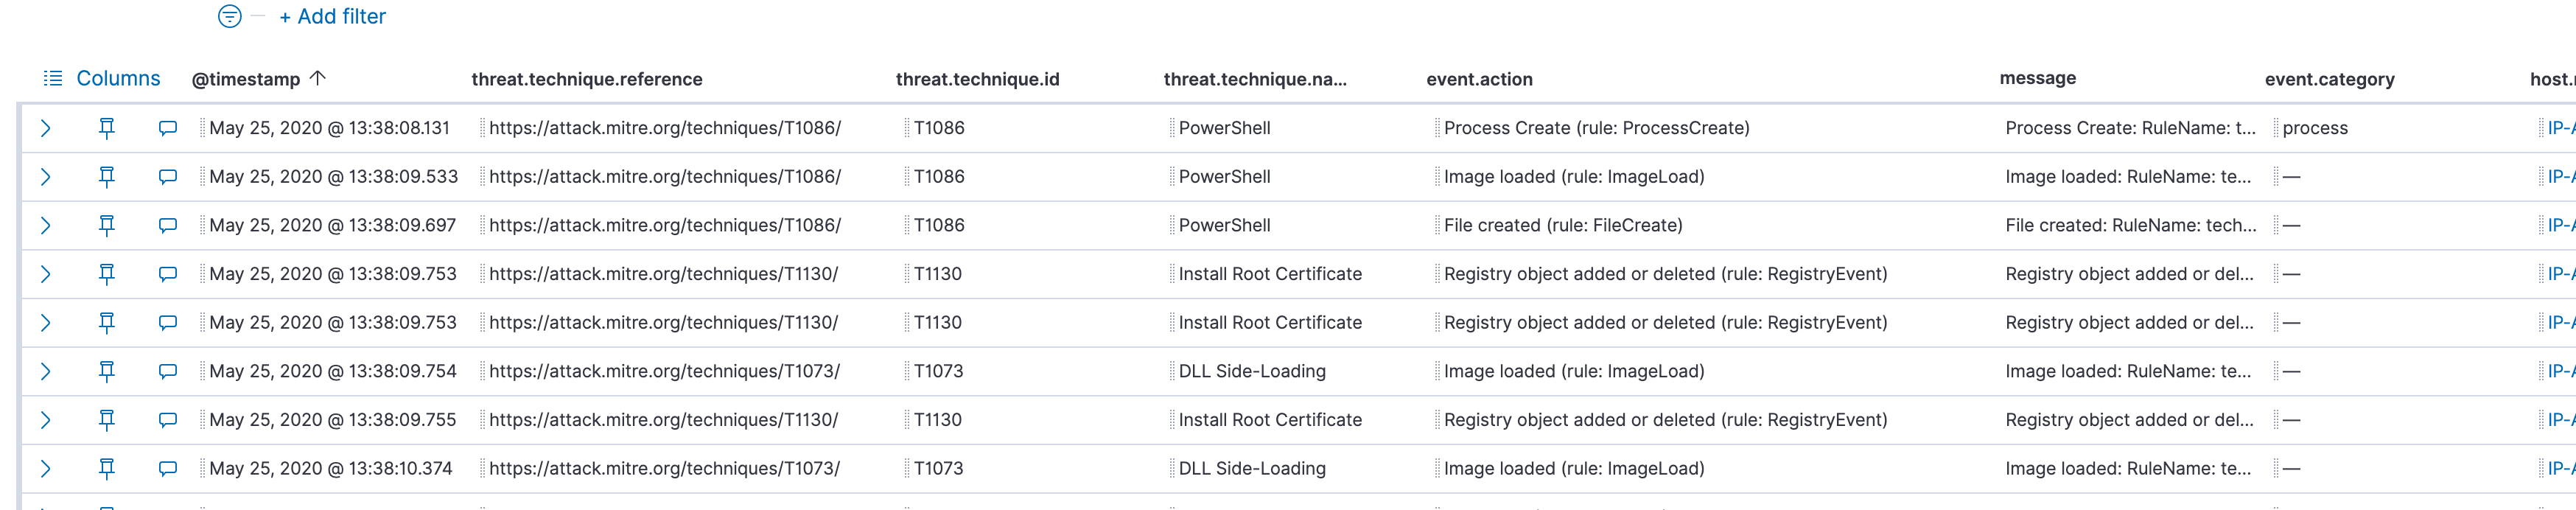 + Add filter
Columns @timestamp threat.technique.reference threat.technique.id threat.technique.na... event.action message event.category host.
May 25, 2020 @ 13:38:08.131 https://attack.mitre.org/techniques/T1086/ T1086 PowerShell Process Create (rule: ProcessCreate) Process Create: RuleName: t... process IP-
May 25, 2020 @ 13:38:09.533 https://attack.mitre.org/techniques/T1086/ T1086 PowerShell Image loaded (rule: ImageLoad) Image loaded: RuleName: te... — IP-
May 25, 2020 @ 13:38:09.697 https://attack.mitre.org/techniques/T1086/ T1086 PowerShell File created (rule: FileCreate) File created: RuleName: tech... — IP-
May 25, 2020 @ 13:38:09.753 https://attack.mitre.org/techniques/T1130/ T1130 Install Root Certificate Registry object added or deleted (rule: RegistryEvent) Registry object added or del... — IP-
May 25, 2020 @ 13:38:09.753 https://attack.mitre.org/techniques/T1130/ T1130 Install Root Certificate Registry object added or deleted (rule: RegistryEvent) Registry object added or del... — IP-
May 25, 2020 @ 13:38:09.754 https://attack.mitre.org/techniques/T1073/ T1073 DLL Side-Loading Image loaded (rule: ImageLoad) Image loaded: RuleName: te... — IP-
May 25, 2020 @ 13:38:09.755 https://attack.mitre.org/techniques/T1130/ T1130 Install Root Certificate Registry object added or deleted (rule: RegistryEvent) Registry object added or del... — IP-
May 25, 2020 @ 13:38:10.374 https://attack.mitre.org/techniques/T1073/ T1073 DLL Side-Loading Image loaded (rule: ImageLoad) Image loaded: RuleName: te... — IP-